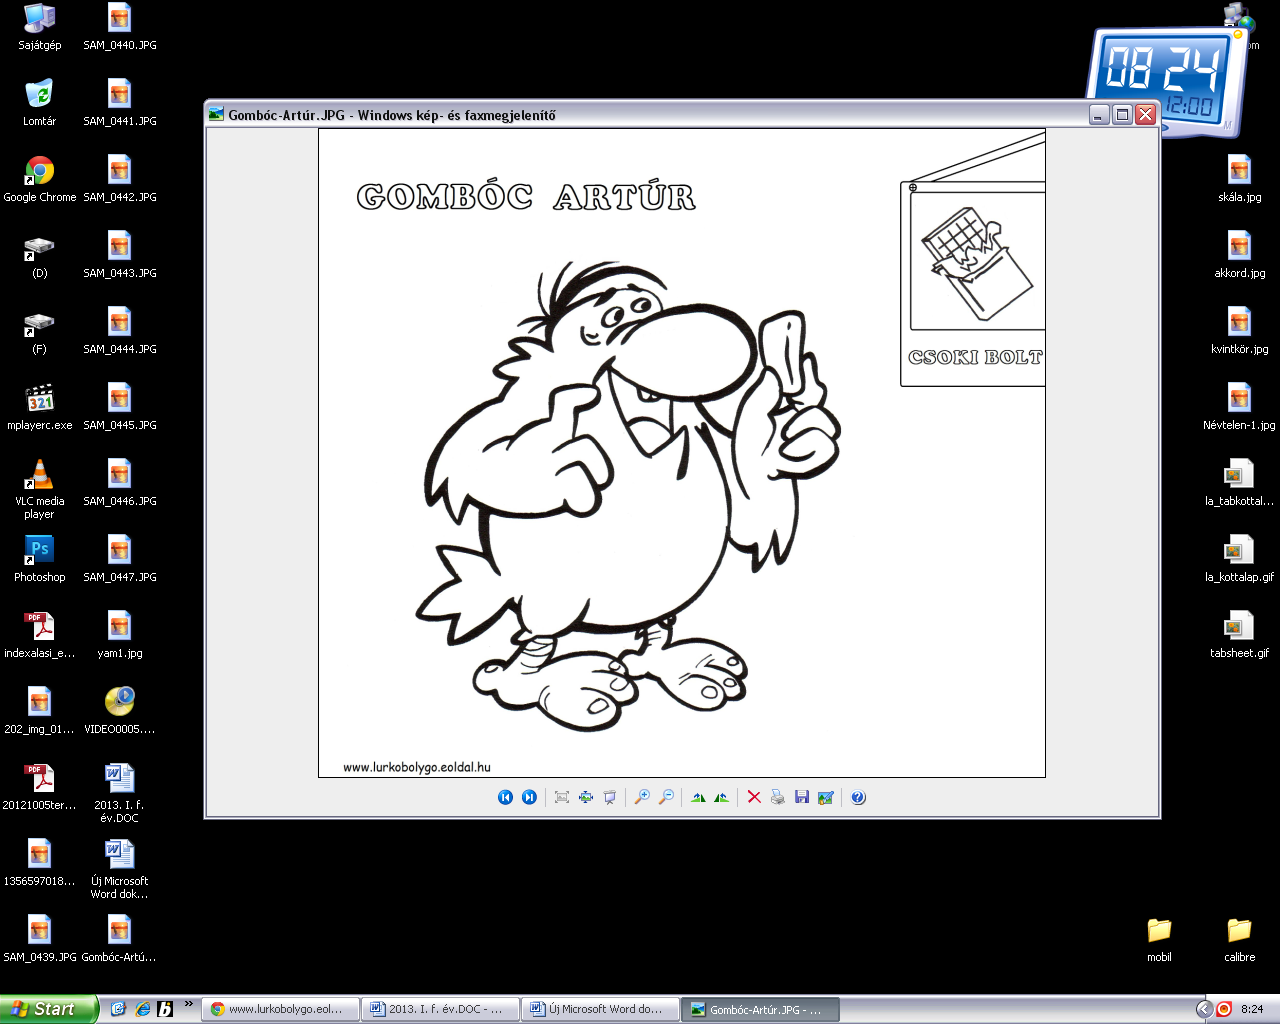 Sajátgép
SAM_0440.JPG
Lomtár
SAM_0441.JPG
Google Chrome
SAM_0442.JPG
(D)
SAM_0443.JPG
(F)
SAM_0444.JPG
321
mplayerc.exe
SAM_0445.JPG
VLC media
player
SAM_0446.JPG
Ps
Photoshop
SAM_0447.JPG
PDF
indexalasi_e...
yam1.jpg
202_img_01...
VIDEO0005....
PDF
20121005ter...
2013. I. f.
év.DOC
1356597018...
Új Microsoft
Word dok...
SAM_0439.JPG
Gombóc-Artú...
Gombóc-Artúr.JPG - Windows kép- és faxmegjelenítő
GOMBÓC ARTÚR
CSOKI BOLT
www.lurkobolygo.eoldal.hu
08 24
12:00
M
skála.jpg
akkord.jpg
kvintkör.jpg
Névtelen-1.jpg
la_tabkottal...
la_kottalap.gif
tabsheet.gif
mobil
calibre
Start
»
www.lurkobolygo.eol...
2013. I. f. év.DOC - ...
Új Microsoft Word do...
Gombóc-Artúr.JPG - ...
8:24